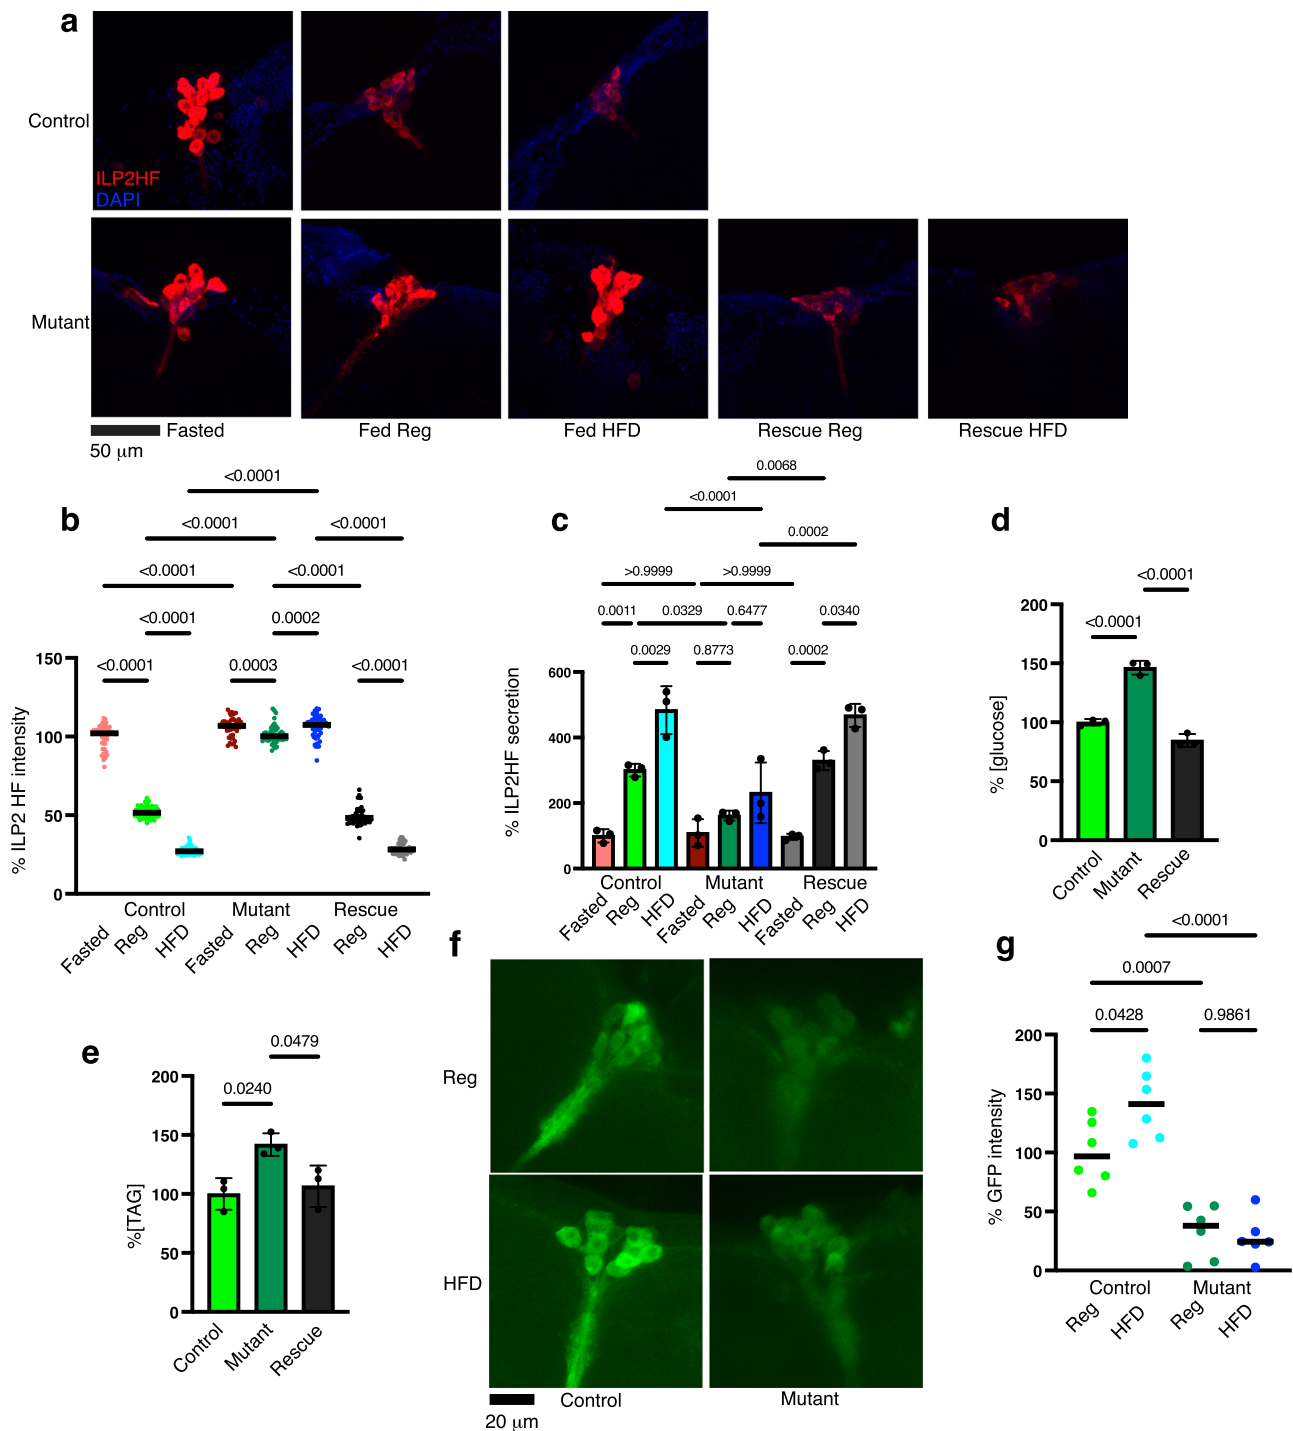 a
Control
ILP2HF
DAPI
Mutant
Fasted
Fed Reg
Fed HFD
Rescue Reg
Rescue HFD
50 μm
b
<0.0001
<0.0001
<0.0001
<0.0001
<0.0001
<0.0001
0.0002
<0.0001
0.0003
<0.0001
% ILP2 HF intensity
150
100
50
0
Control
Mutant
Rescue
Fasted
Reg
HFD
Fasted
Reg
HFD
Reg
HFD
c
0.0068
<0.0001
0.0002
>0.9999
>0.9999
0.0011
0.0329
0.6477
0.0340
0.0029
0.8773
0.0002
% ILP2HF secretion
600
400
200
0
Control
Mutant
Rescue
Fasted
Reg
HFD
Fasted
Reg
HFD
Fasted
Reg
HFD
d
<0.0001
<0.0001
% [glucose]
200
150
100
50
0
Control
Mutant
Rescue
e
0.0479
0.0240
%[TAG]
200
150
100
50
0
Control
Mutant
Rescue
f
Reg
HFD
Control
Mutant
20 μm
g
<0.0001
0.0007
0.0428
0.9861
% GFP intensity
200
150
100
50
0
Control
Mutant
Reg
HFD
Reg
HFD